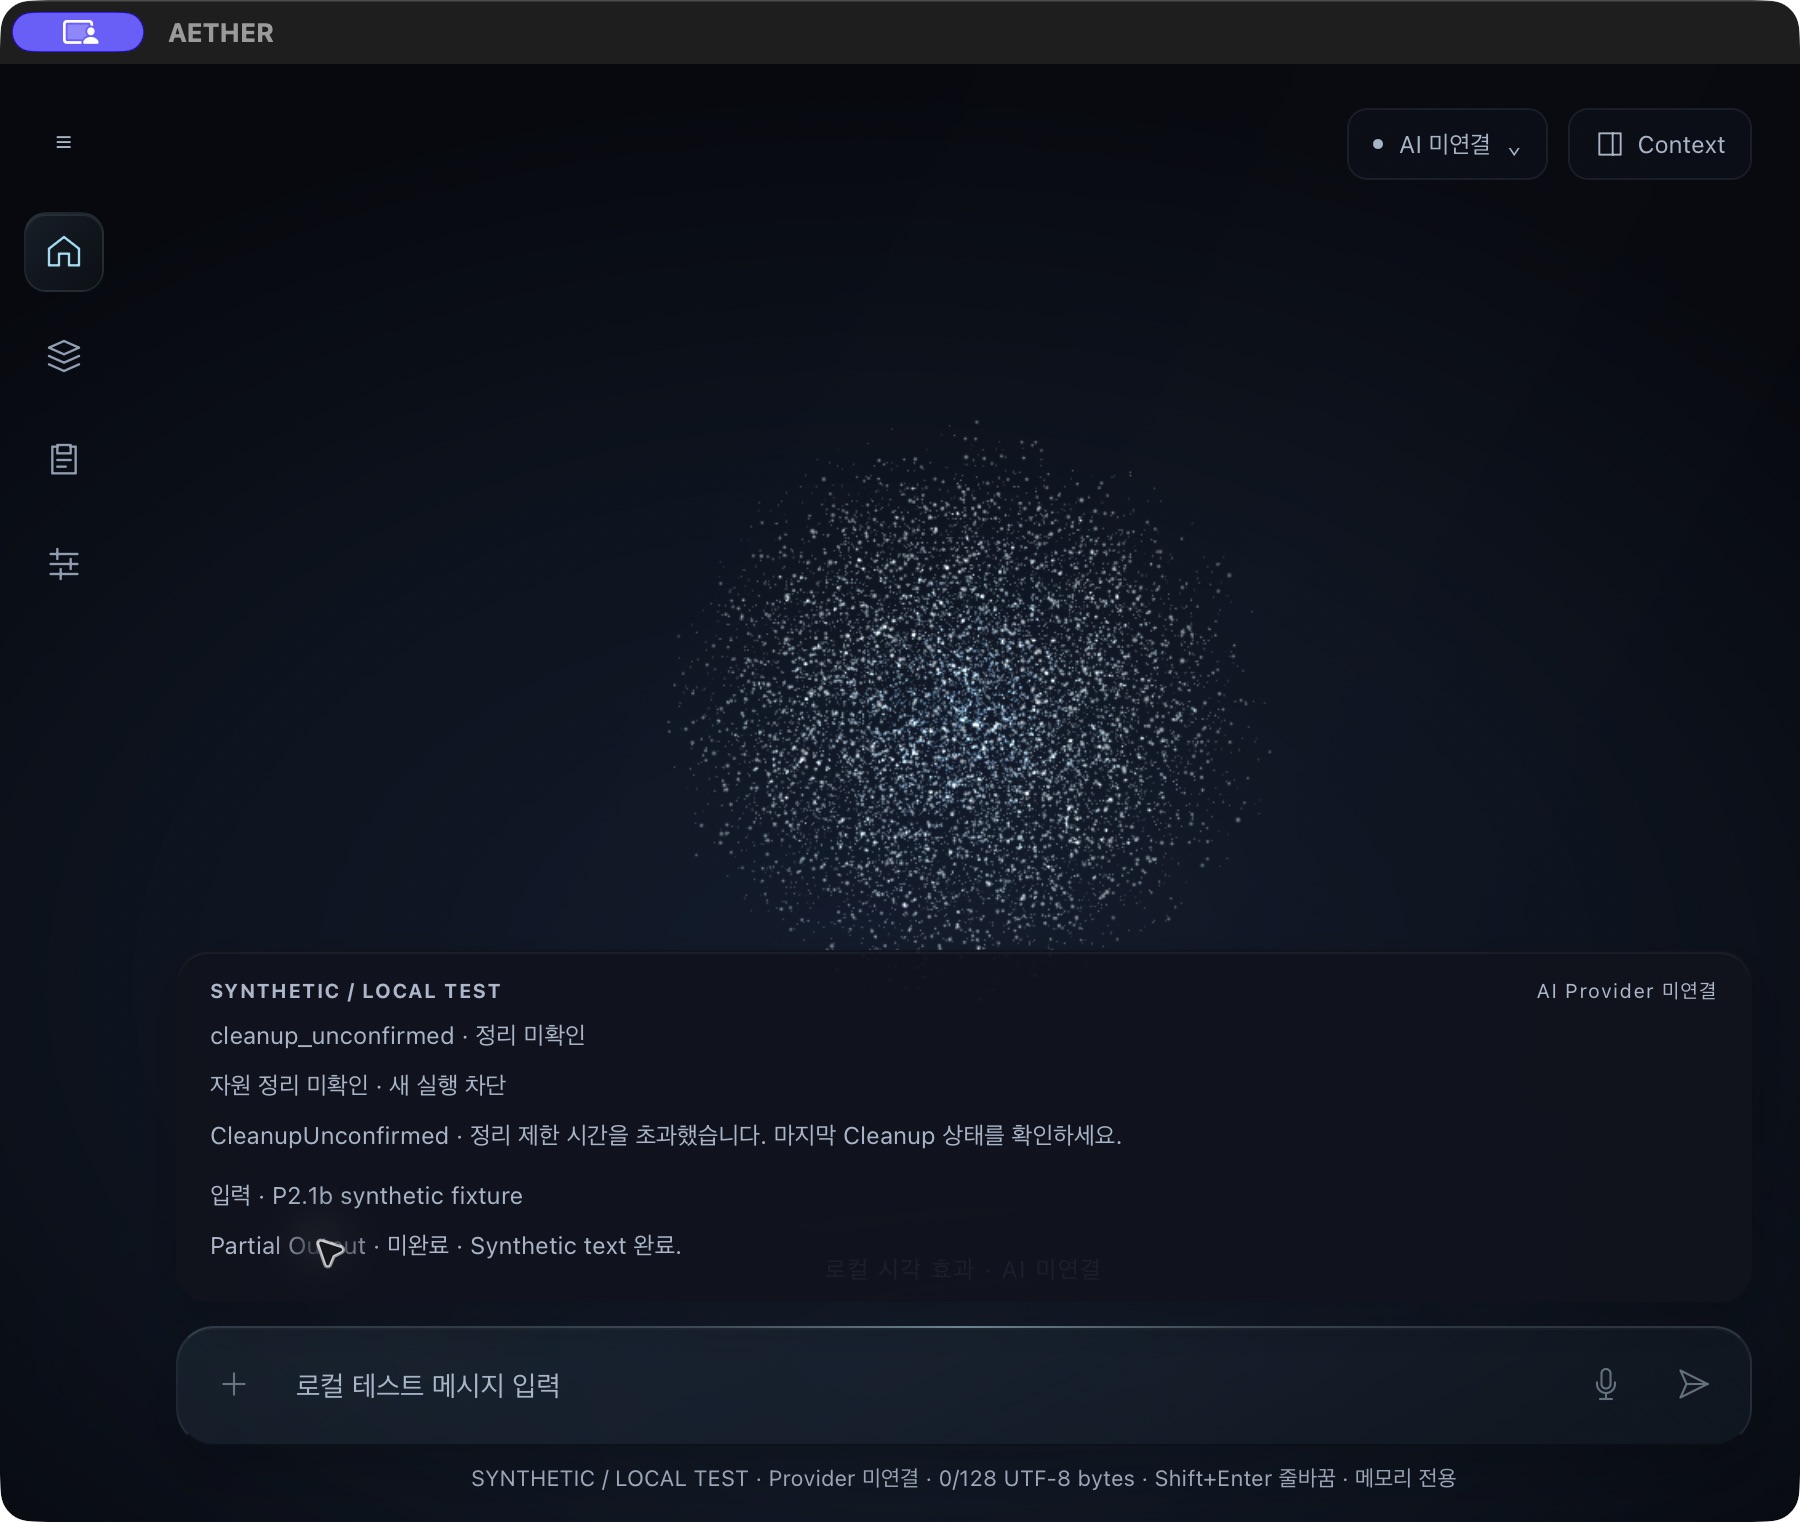 AETHER
AI 미연결
Context
SYNTHETIC / LOCAL TEST
AI Provider 미연결
cleanup_unconfirmed · 정리 미확인
자원 정리 미확인 · 새 실행 차단
CleanupUnconfirmed · 정리 제한 시간을 초과했습니다. 마지막 Cleanup 상태를 확인하세요.
입력 · P2.1b synthetic fixture
Partial Output · 미완료 · Synthetic text 완료.
로컬 시각 효과 · AI 미연결
로컬 테스트 메시지 입력
SYNTHETIC / LOCAL TEST · Provider 미연결 · 0/128 UTF-8 bytes · Shift+Enter 줄바꿈 · 메모리 전용